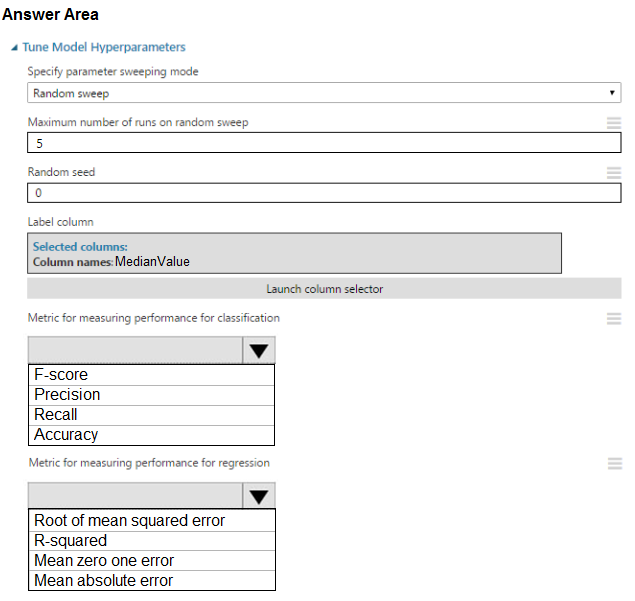 Answer Area
Tune Model Hyperparameters
Specify parameter sweeping mode
Random sweep
Maximum number of runs on random sweep
5
Random seed
0
Label column
Selected columns:
Column names: MedianValue
Launch column selector
Metric for measuring performance for classification
F-score
Precision
Recall
Accuracy
Metric for measuring performance for regression
Root of mean squared error
R-squared
Mean zero one error
Mean absolute error